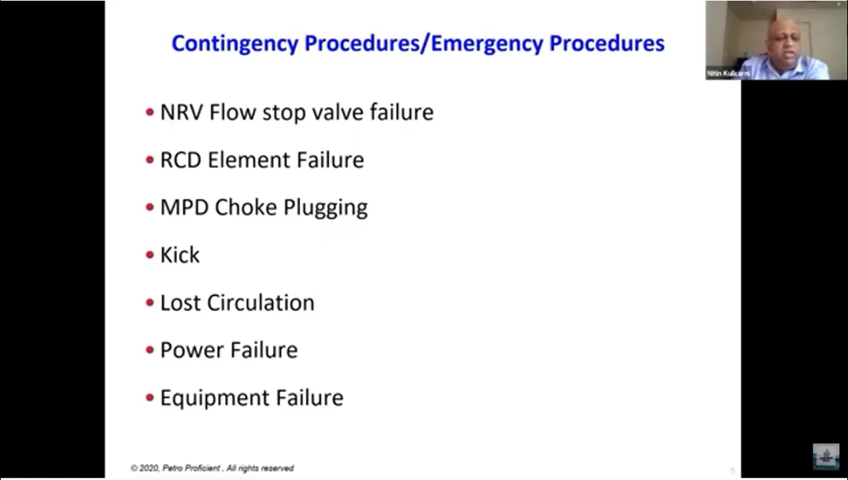 Contingency Procedures/Emergency Procedures
• NRV Flow stop valve failure
• RCD Element Failure
• MPD Choke Plugging
• Kick
• Lost Circulation
• Power Failure
• Equipment Failure
© 2020, Petro Proficient , All rights reserved
5
Nitin Kulkarni